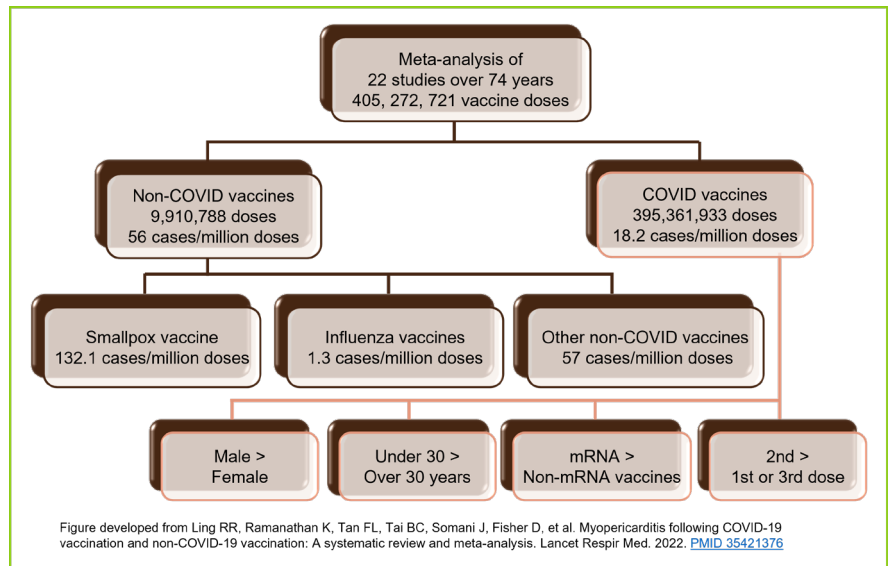 Meta-analysis of
22 studies over 74 years
405, 272, 721 vaccine doses
Non-COVID vaccines
9,910,788 doses
56 cases/million doses
COVID vaccines
395,361,933 doses
18.2 cases/million doses
Smallpox vaccine
132.1 cases/million doses
Influenza vaccines
1.3 cases/million doses
Other non-COVID vaccines
57 cases/million doses
Male >
Female
Under 30 >
Over 30 years
mRNA >
Non-mRNA vaccines
2nd >
1st or 3rd dose
Figure developed from Ling RR, Ramanathan K, Tan FL, Tai BC, Somani J, Fisher D, et al. Myopericarditis following COVID-19
vaccination and non-COVID-19 vaccination: A systematic review and meta-analysis. Lancet Respir Med. 2022. PMID 35421376